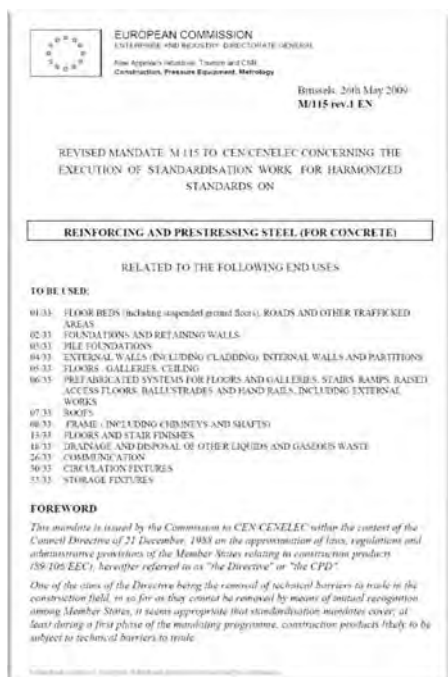 EUROPEAN COMMISSION
ENTERPRISE AND INDUSTRY DIRECTORATE-GENERAL
New Approach Industries, Tourism and CSR
Construction, Pressure Equipment, Metrology
Brussels, 26th May 2009
M/115 rev.1 EN
REVISED MANDATE M 115 TO CEN/CENELEC CONCERNING THE
EXECUTION OF STANDARDISATION WORK FOR HARMONIZED
STANDARDS ON
REINFORCING AND PRESTRESSING STEEL (FOR CONCRETE)
RELATED TO THE FOLLOWING END USES
TO BE USED:
01/33 FLOOR BEDS (including suspended ground floors), ROADS AND OTHER TRAFFICKED
AREAS
02/33 FOUNDATIONS AND RETAINING WALLS
03/33 PILE FOUNDATIONS
04/33 EXTERNAL WALLS (INCLUDING CLADDING), INTERNAL WALLS AND PARTITIONS
05/33 FLOORS, GALLERIES, CEILING
06/33 PREFABRICATED SYSTEMS FOR FLOORS AND GALLERIES, STAIRS, RAMPS, RAISED
ACCESS FLOORS, BALLUSTRADES AND HAND RAILS, INCLUDING EXTERNAL
WORKS
07/33 ROOFS
08/33 FRAME (INCLUDING CHIMNEYS AND SHAFTS)
13/33 FLOORS AND STAIR FINISHES
18/33 DRAINAGE AND DISPOSAL OF OTHER LIQUIDS AND GASEOUS WASTE
26/33 COMMUNICATION
30/33 CIRCULATION FIXTURES
33/33 STORAGE FIXTURES
FOREWORD
This mandate is issued by the Commission to CEN/CENELEC within the context of the
Council Directive of 21 December, 1988 on the approximation of laws, regulations and
administrative provisions of the Member States relating to construction products
(89/106/EEC), hereafter referred to as "the Directive" or "the CPD".
One of the aims of the Directive being the removal of technical barriers to trade in the
construction field, in so far as they cannot be removed by means of mutual recognition
among Member States, it seems appropriate that standardisation mandates cover, at
least during a first phase of the mandating programme, construction products likely to be
subject to technical barriers to trade.